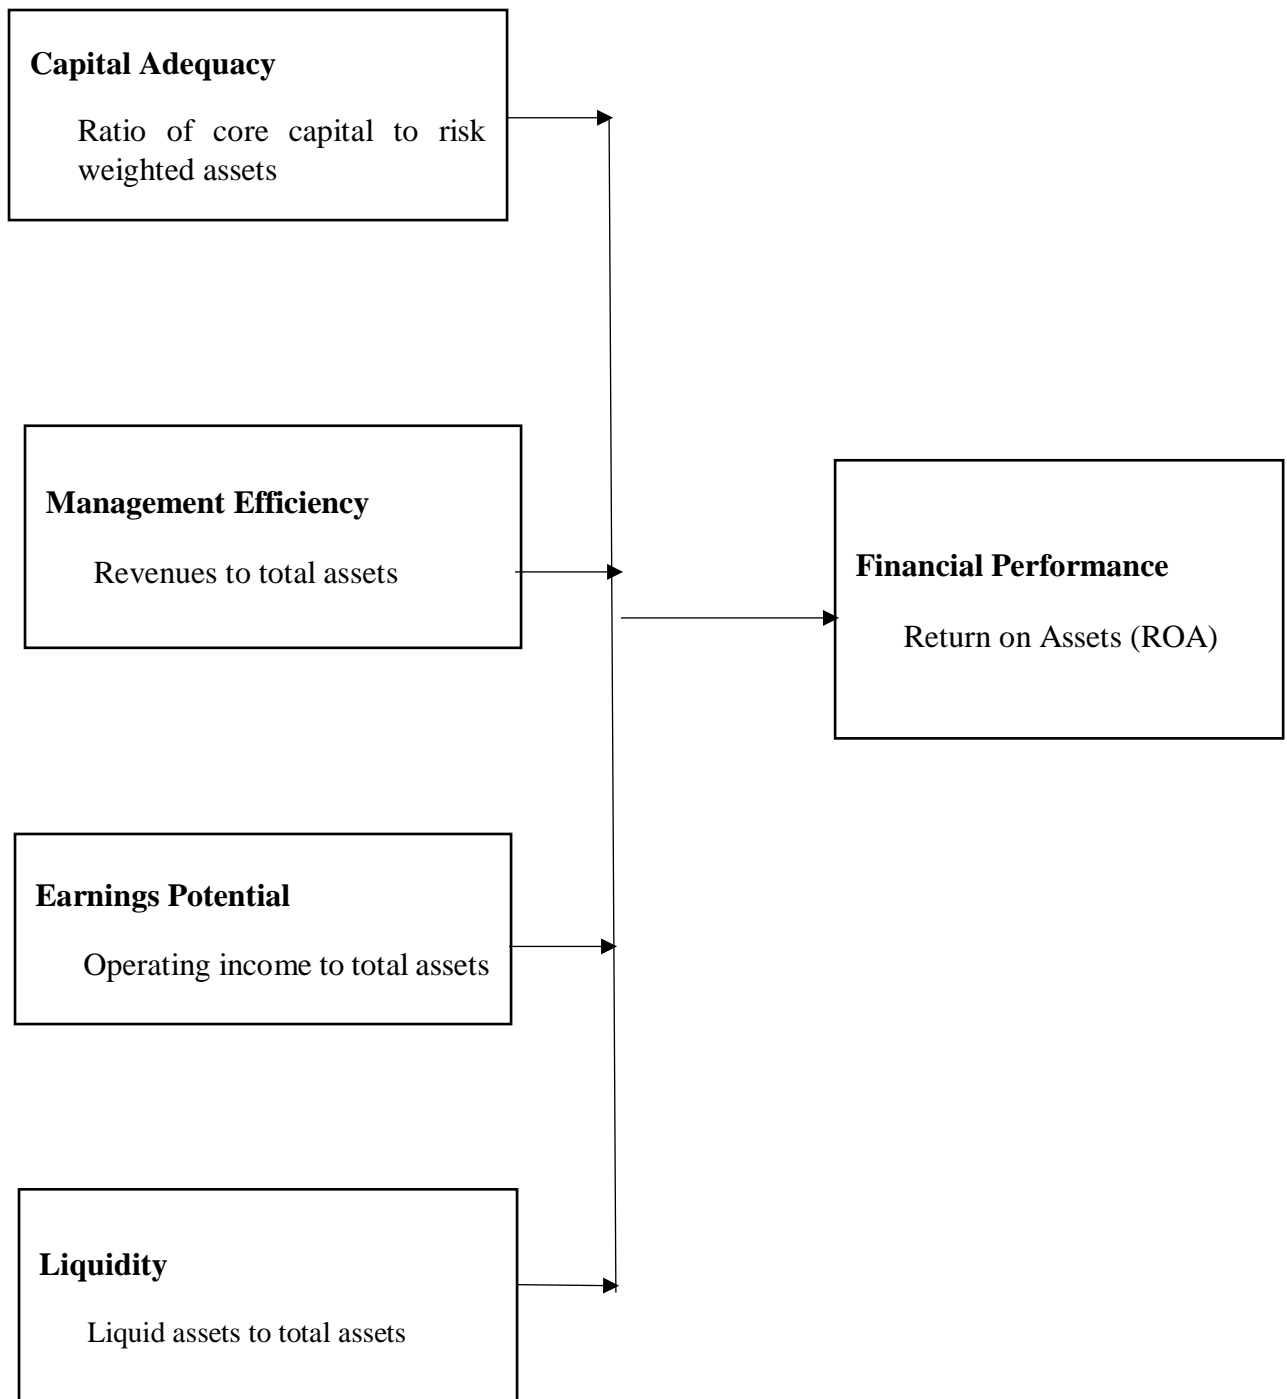 Capital Adequacy
Ratio of core capital to risk
weighted assets
Management Efficiency
Revenues to total assets
Financial Performance
Return on Assets (ROA)
Earnings Potential
Operating income to total assets
Liquidity
Liquid assets to total assets